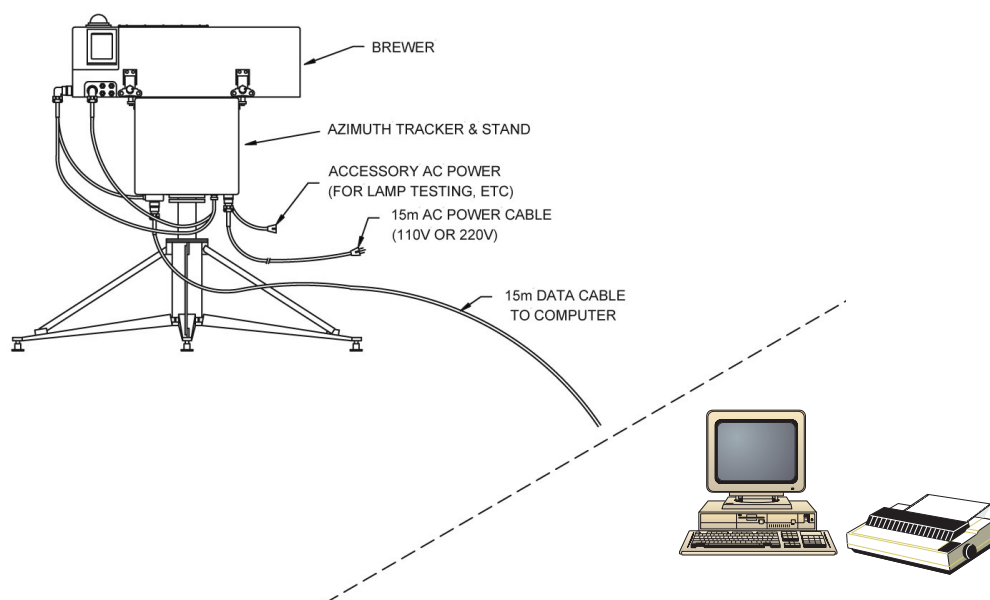 BREWER
AZIMUTH TRACKER & STAND
ACCESSORY AC POWER
(FOR LAMP TESTING, ETC)
15m AC POWER CABLE
(110V OR 220V)
15m DATA CABLE
TO COMPUTER